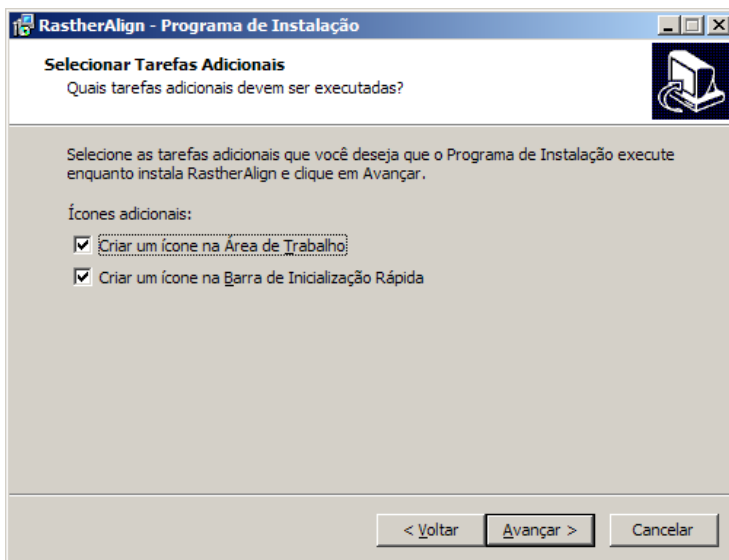 RastherAlign - Programa de Instalação
Selecionar Tarefas Adicionais
Quais tarefas adicionais devem ser executadas?
Selecione as tarefas adicionais que você deseja que o Programa de Instalação execute
enquanto instala RastherAlign e clique em Avançar.
Ícones adicionais:
Criar um ícone na Área de Trabalho
Criar um ícone na Barra de Inicialização Rápida
< Voltar
Avançar >
Cancelar